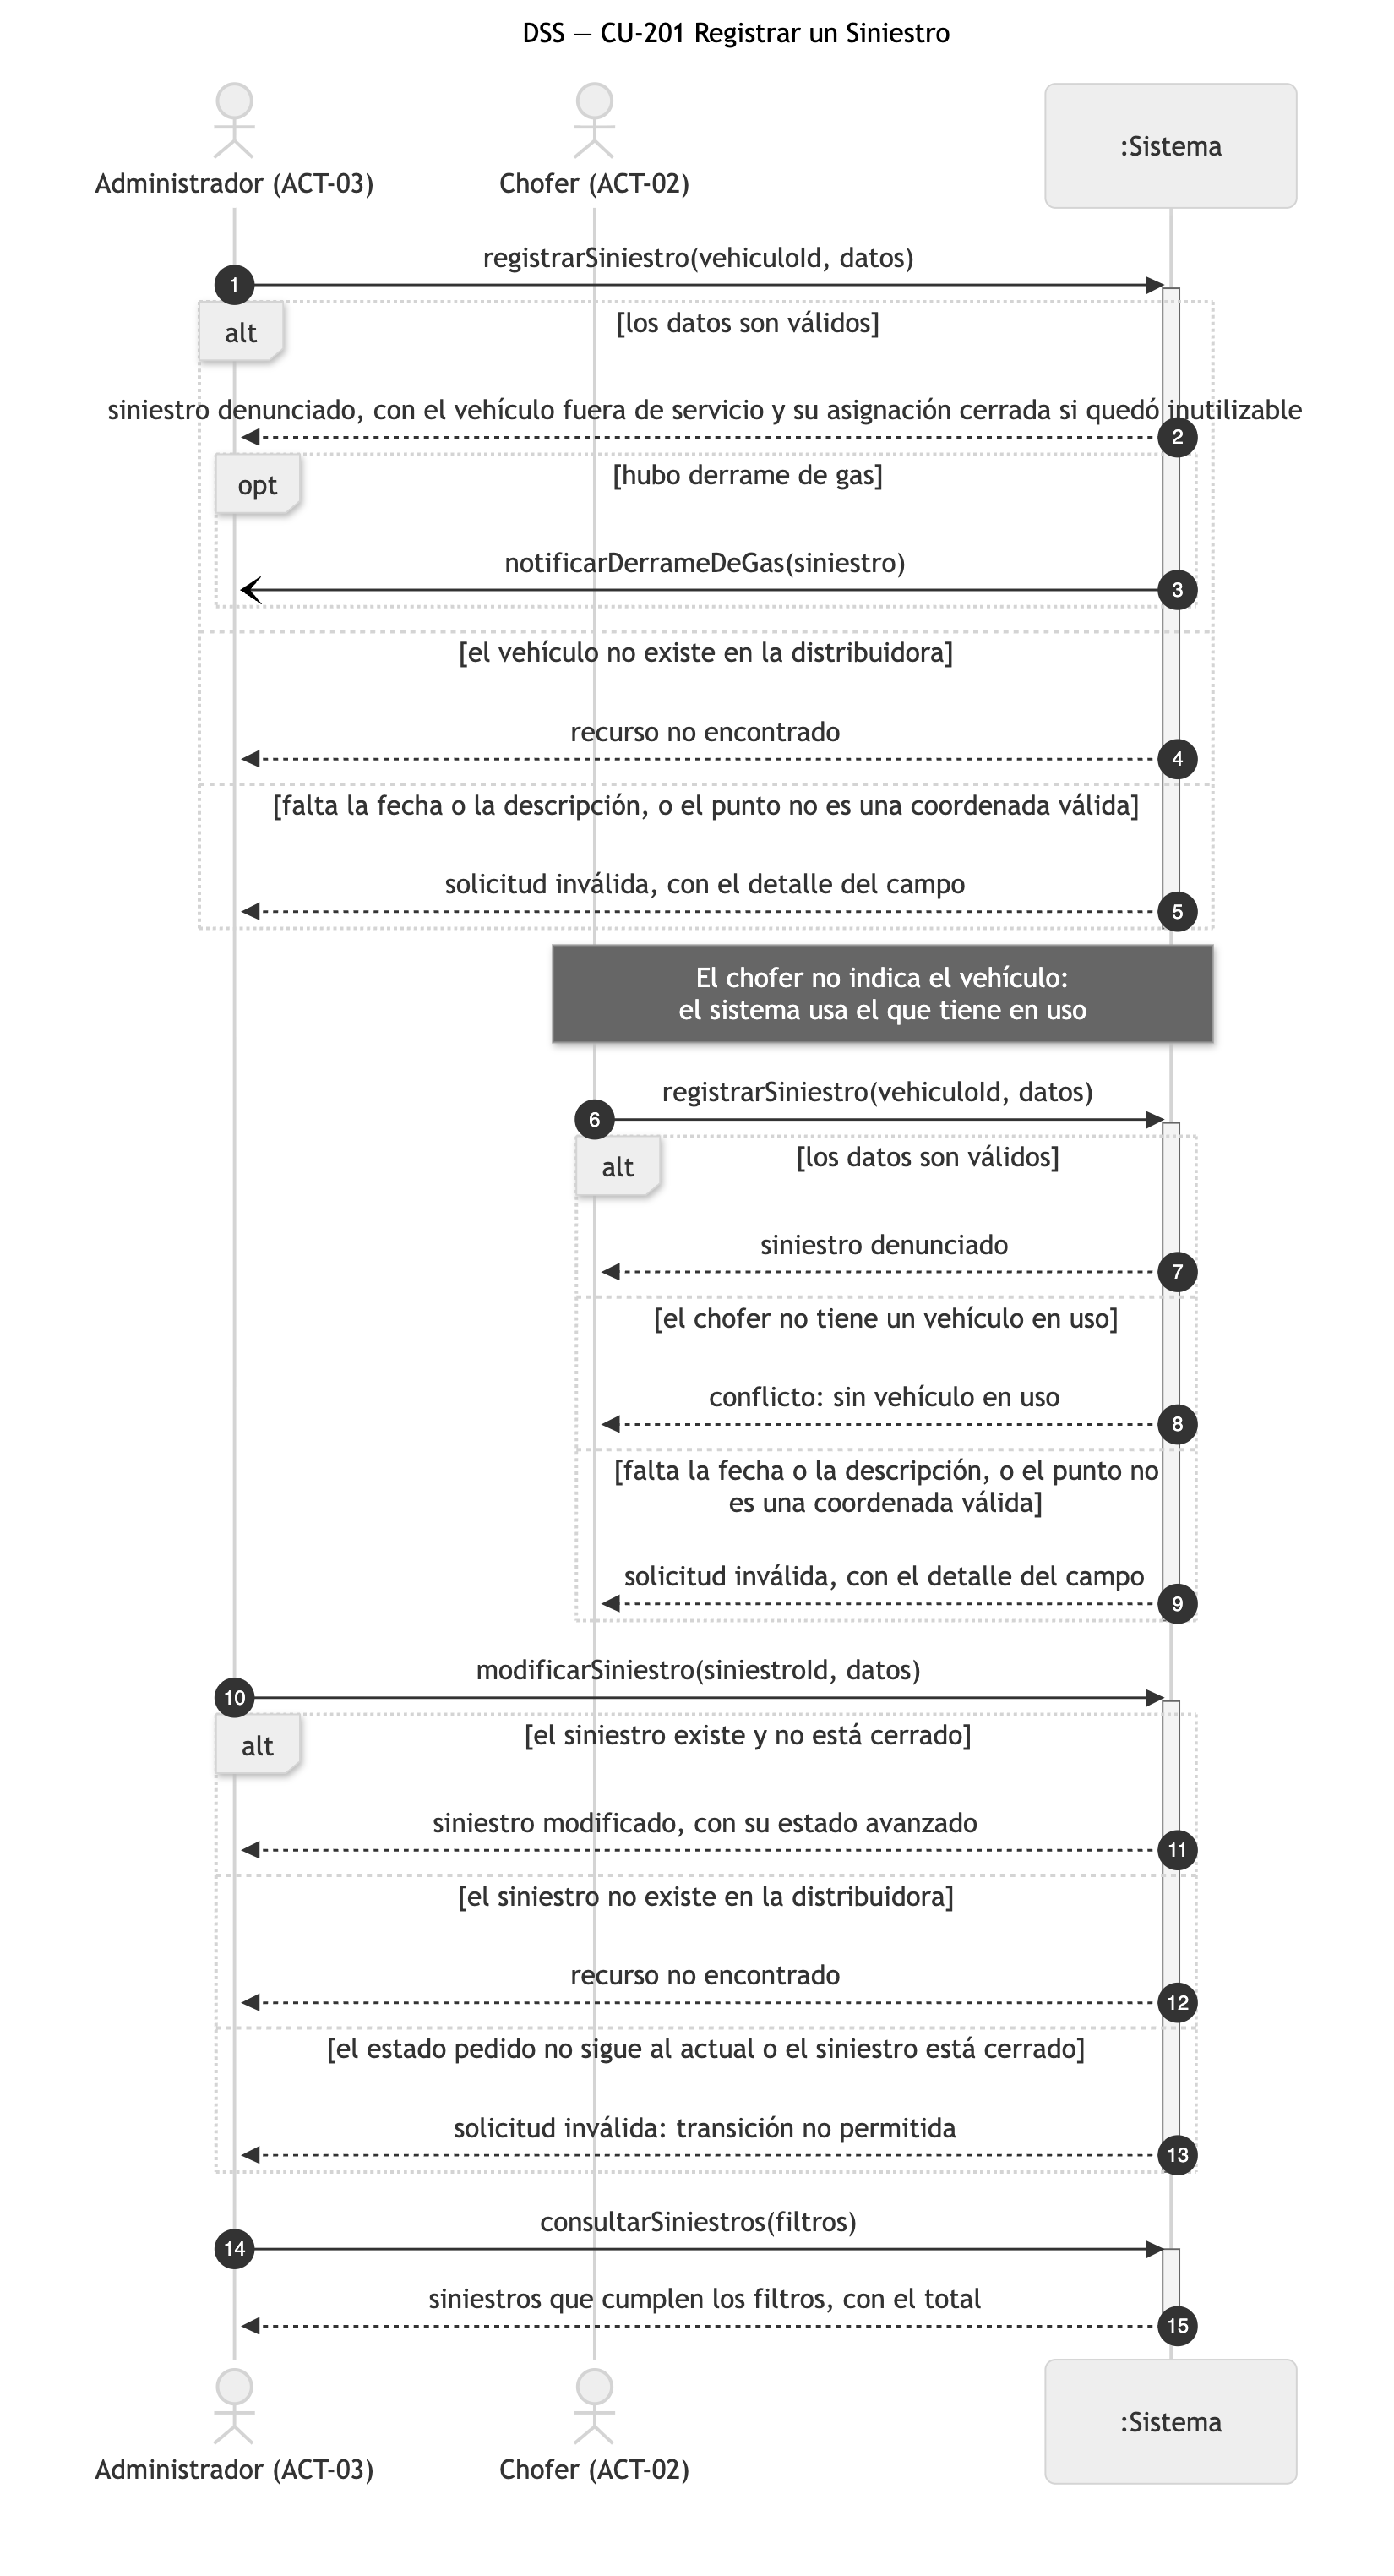 DSS — CU-201 Registrar un Siniestro
Administrador (ACT-03)
Chofer (ACT-02)
:Sistema
registrarSiniestro(vehiculoId, datos)
1
alt
[los datos son válidos]
siniestro denunciado, con el vehículo fuera de servicio y su asignación cerrada si quedó inutilizable
2
opt
[hubo derrame de gas]
notificarDerrameDeGas(siniestro)
3
[el vehículo no existe en la distribuidora]
recurso no encontrado
4
[falta la fecha o la descripción, o el punto no es una coordenada válida]
solicitud inválida, con el detalle del campo
5
El chofer no indica el vehículo:
el sistema usa el que tiene en uso
registrarSiniestro(vehiculoId, datos)
6
alt
[los datos son válidos]
siniestro denunciado
7
[el chofer no tiene un vehículo en uso]
conflicto: sin vehículo en uso
8
[falta la fecha o la descripción, o el punto no
es una coordenada válida]
solicitud inválida, con el detalle del campo
9
modificarSiniestro(siniestroId, datos)
10
alt
[el siniestro existe y no está cerrado]
siniestro modificado, con su estado avanzado
11
[el siniestro no existe en la distribuidora]
recurso no encontrado
12
[el estado pedido no sigue al actual o el siniestro está cerrado]
solicitud inválida: transición no permitida
13
consultarSiniestros(filtros)
14
siniestros que cumplen los filtros, con el total
15
Administrador (ACT-03)
Chofer (ACT-02)
:Sistema